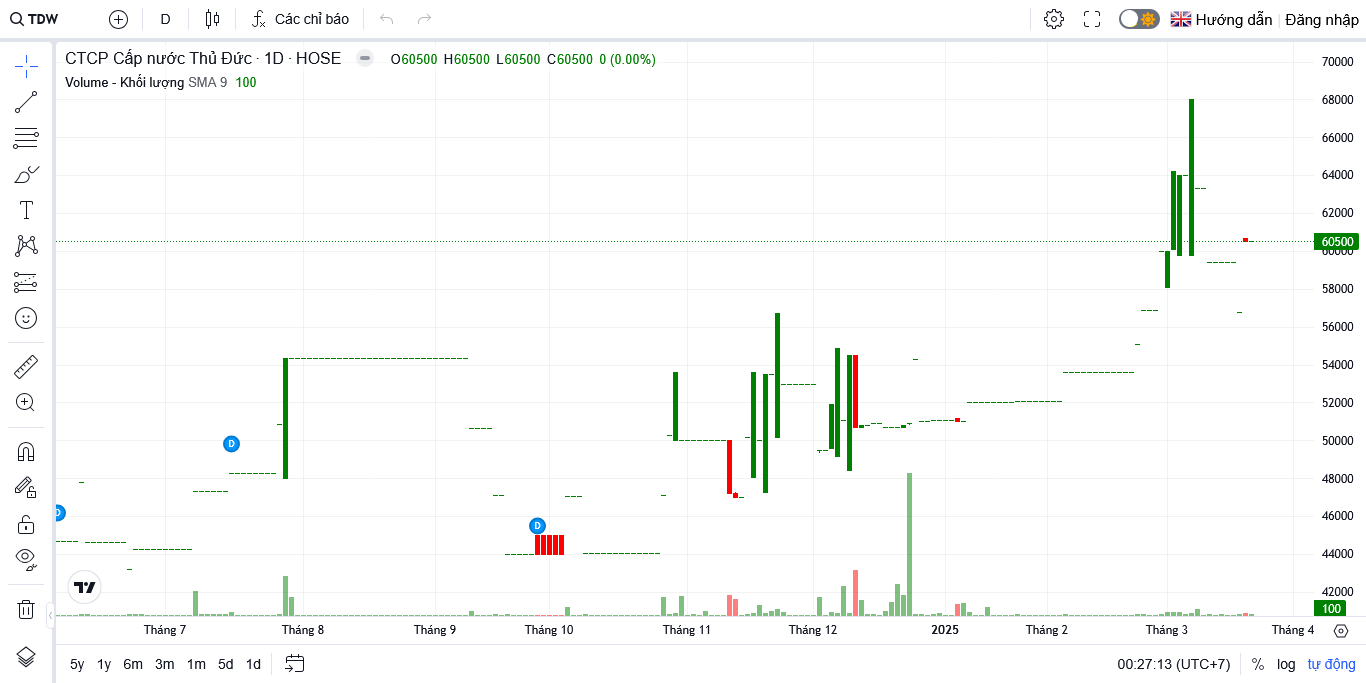 TDW D Các chỉ báo Hướng dẫn Đăng nhập
CTCP Cấp nước Thủ Đức · 1D · HOSE O60500 H60500 L60500 C60500 0 (0.00%)
Volume - Khối lượng SMA 9 100
70000
68000
66000
64000
62000
60500
60000
58000
56000
54000
52000
50000
48000
46000
44000
42000
100
D
D
D
Tháng 7 Tháng 8 Tháng 9 Tháng 10 Tháng 11 Tháng 12 2025 Tháng 2 Tháng 3 Tháng 4
5y 1y 6m 3m 1m 5d 1d 00:27:13 (UTC+7) % log tự động